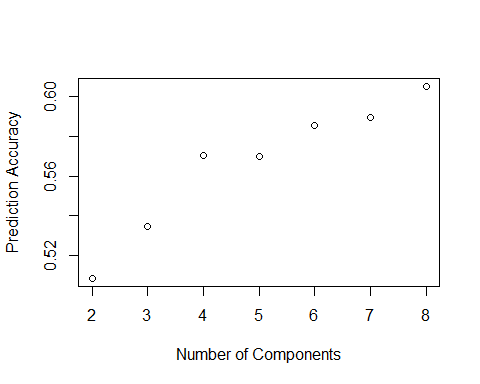 Prediction Accuracy
0.60
0.56
0.52
2 3 4 5 6 7 8
Number of Components